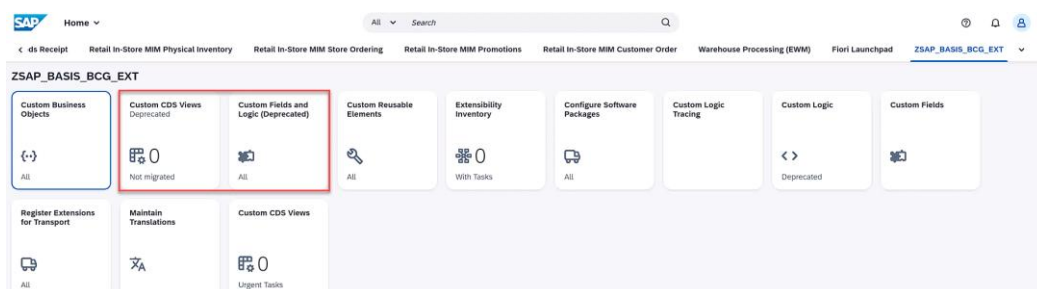 SAP Home All Search
ds Receipt Retail In-Store MIM Physical Inventory Retail In-Store MIM Store Ordering Retail In-Store MIM Promotions Retail In-Store MIM Customer Order Warehouse Processing (EWM) Fiori Launchpad ZSAP_BASIS_BCG_EXT
ZSAP_BASIS_BCG_EXT
Custom Business
Objects
All
Custom CDS Views
Deprecated
0
Not migrated
Custom Fields and
Logic (Deprecated)
All
Custom Reusable
Elements
All
Extensibility
Inventory
0
With Tasks
Configure Software
Packages
All
Custom Logic
Tracing
Custom Logic
Deprecated
Custom Fields
Register Extensions
for Transport
All
Maintain
Translations
Custom CDS Views
0
Urgent Tasks